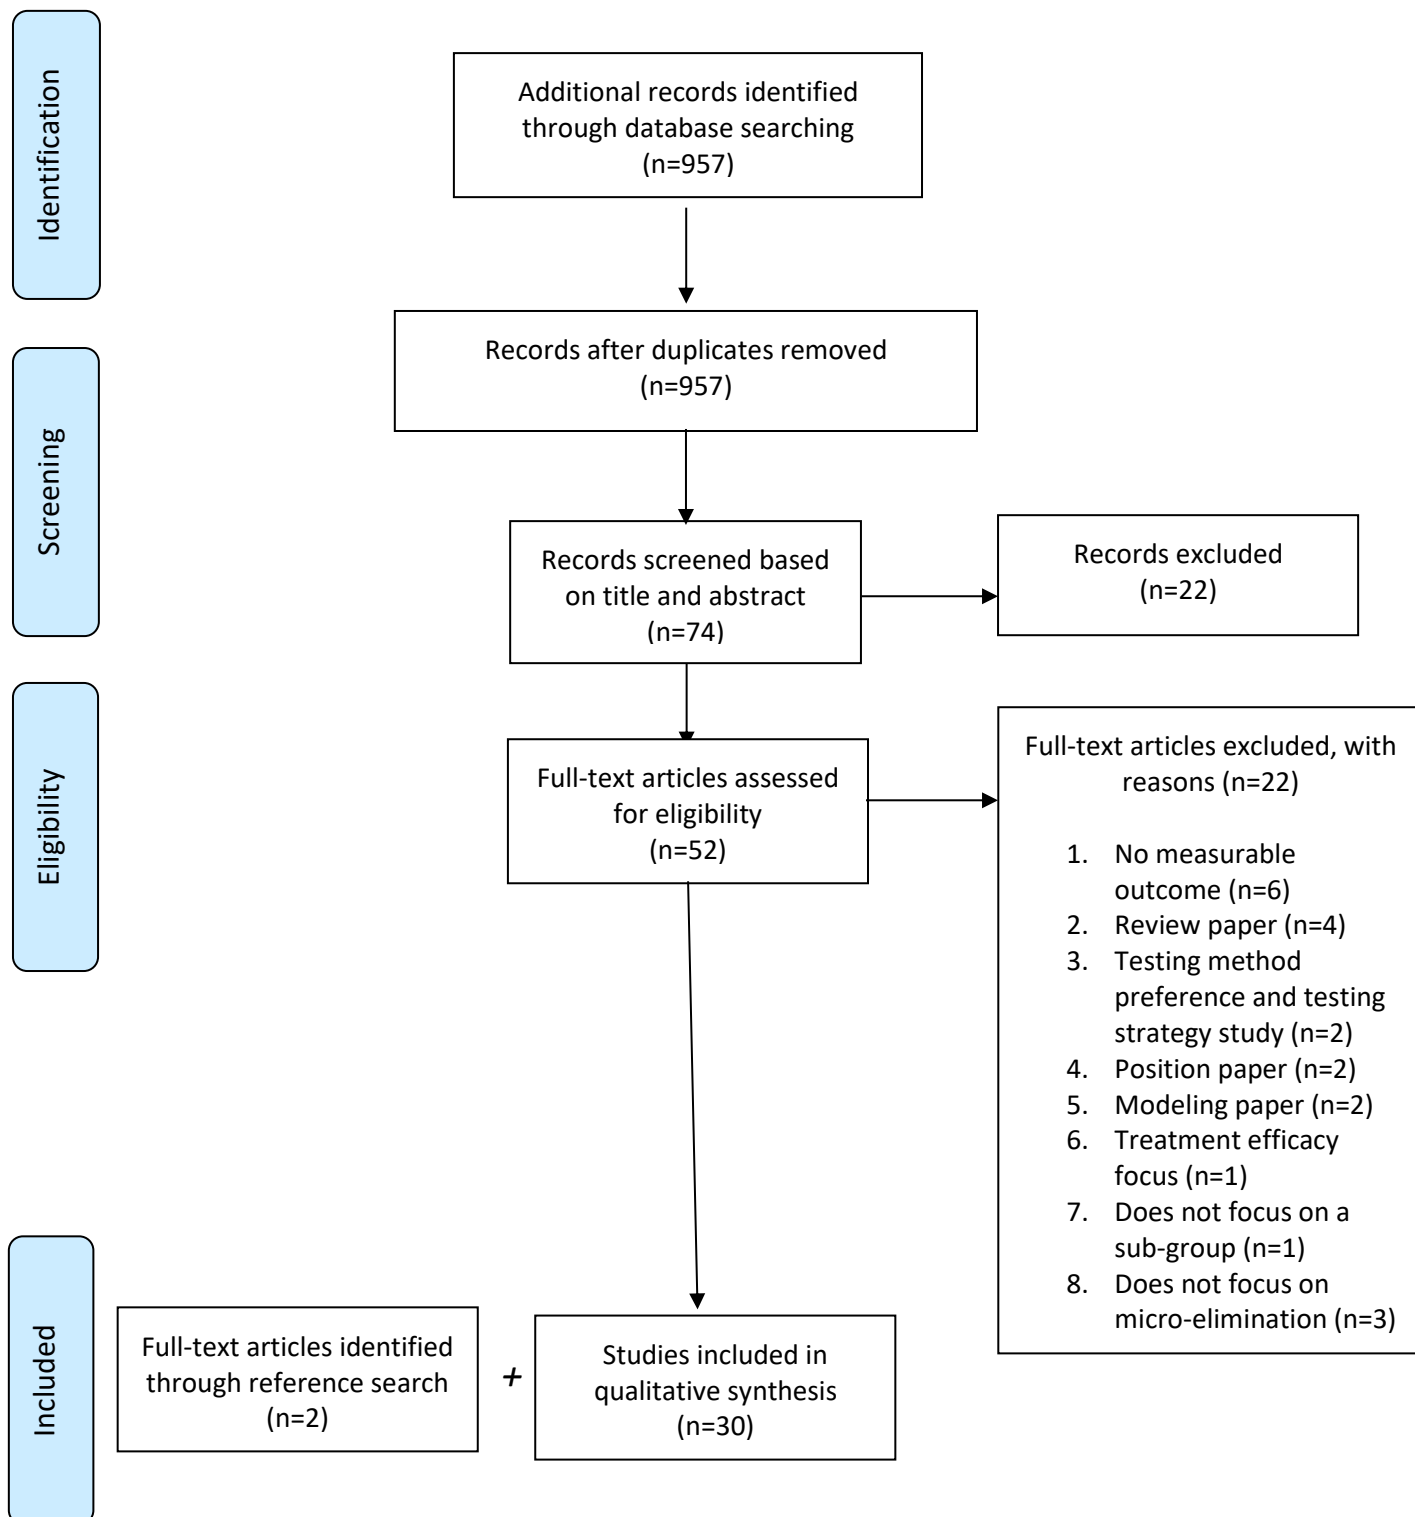 Identification
Additional records identified
through database searching
(n=957)
Records after duplicates removed
(n=957)
Screening
Records screened based
on title and abstract
(n=74)
Records excluded
(n=22)
Eligibility
Full-text articles assessed
for eligibility
(n=52)
Full-text articles excluded, with
reasons (n=22)
1. No measurable
outcome (n=6)
2. Review paper (n=4)
3. Testing method
preference and testing
strategy study (n=2)
4. Position paper (n=2)
5. Modeling paper (n=2)
6. Treatment efficacy
focus (n=1)
7. Does not focus on a
sub-group (n=1)
8. Does not focus on
micro-elimination (n=3)
Included
Full-text articles identified
through reference search
(n=2)
+
Studies included in
qualitative synthesis
(n=30)